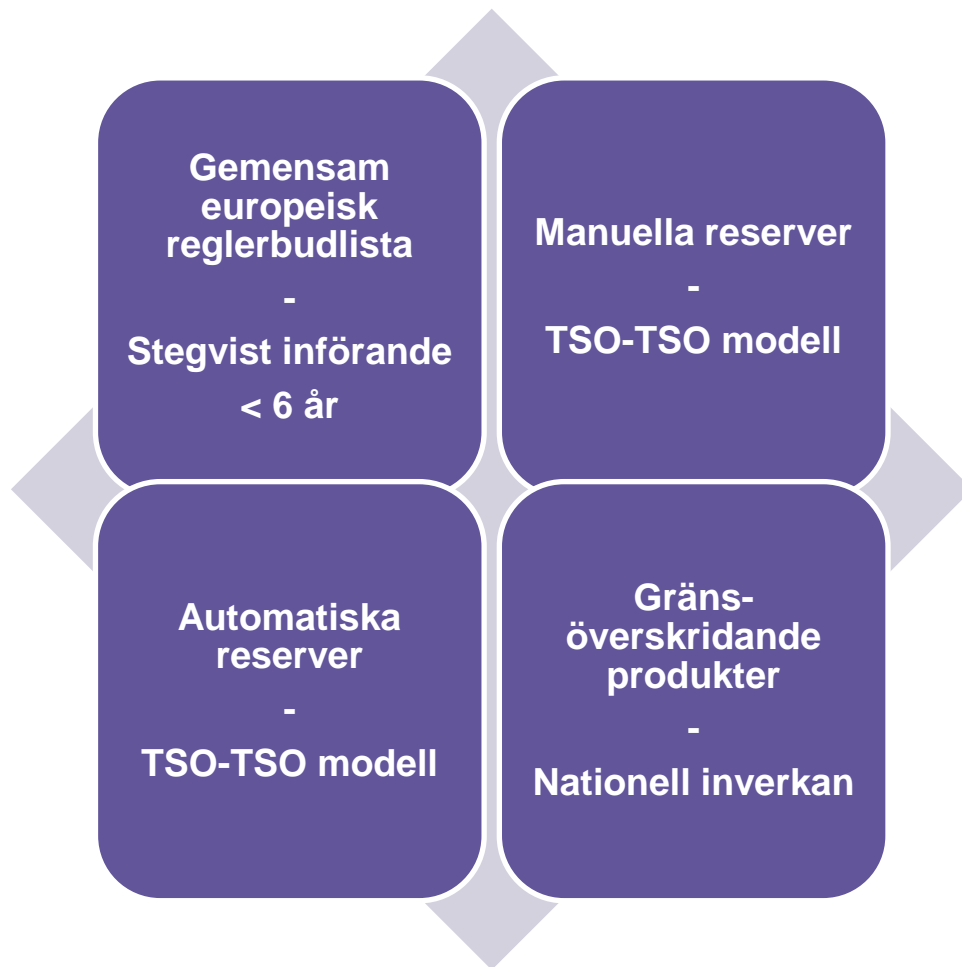 Gemensam
europeisk
reglerbudlista
-
Stegvist införande
< 6 år
Manuella reserver
-
TSO-TSO modell
Automatiska
reserver
-
TSO-TSO modell
Gräns-
överskridande
produkter
-
Nationell inverkan